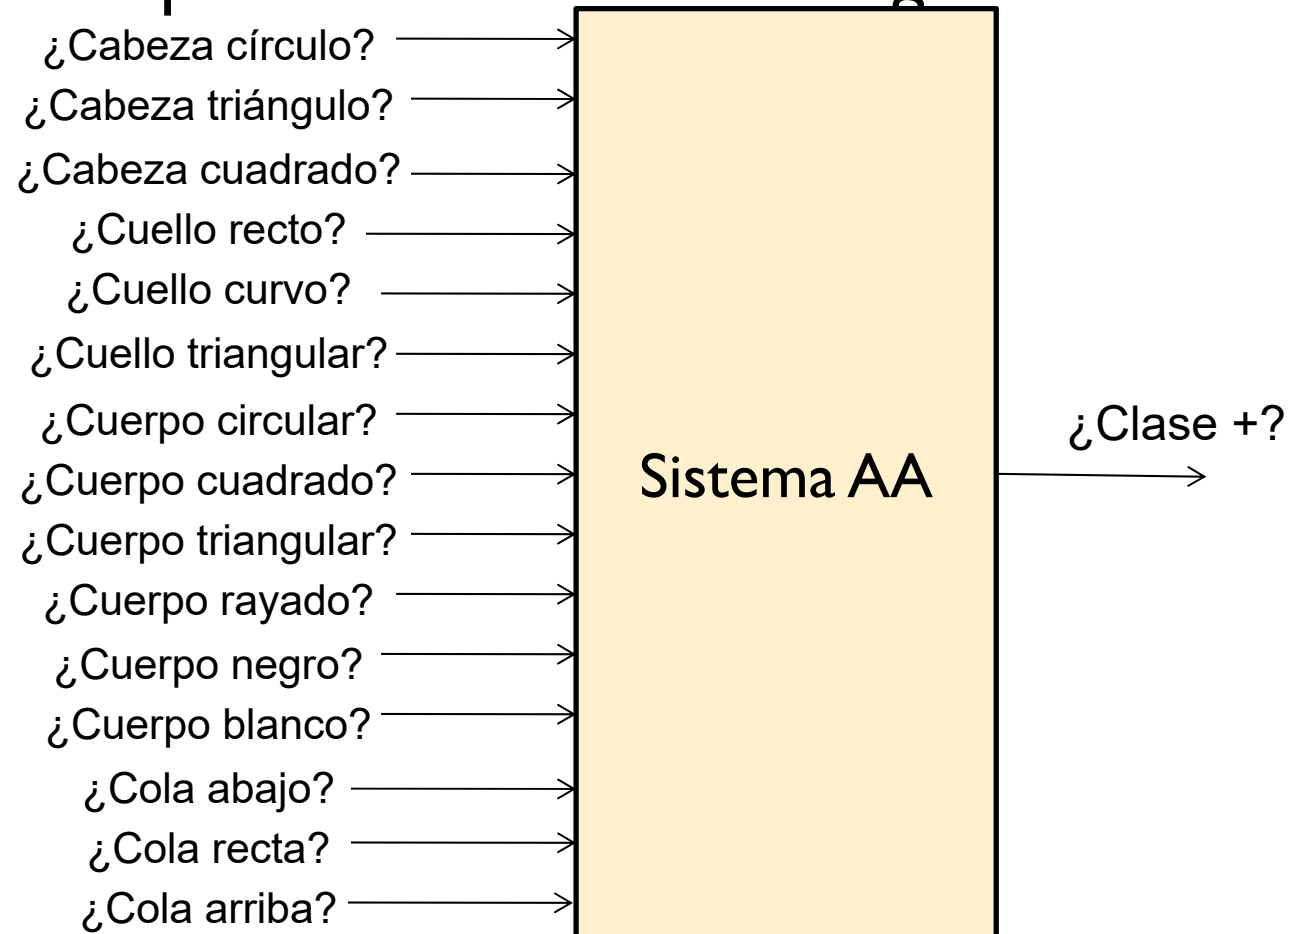 ¿Cabeza círculo?
¿Cabeza triángulo?
¿Cabeza cuadrado?
¿Cuello recto?
¿Cuello curvo?
¿Cuello triangular?
¿Cuerpo circular?
¿Cuerpo cuadrado?
¿Cuerpo triangular?
¿Cuerpo rayado?
¿Cuerpo negro?
¿Cuerpo blanco?
¿Cola abajo?
¿Cola recta?
¿Cola arriba?
Sistema AA
¿Clase +?